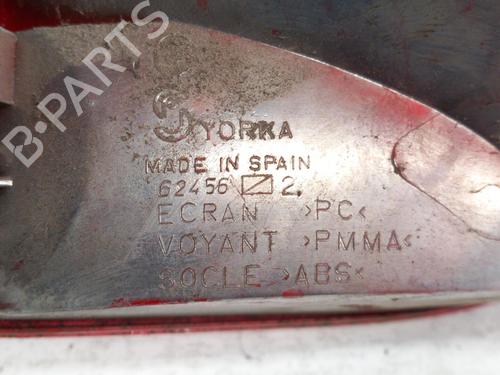 B-PARTS
YORKA
MADE IN SPAIN
62456 2.
ECRAN >PC<
VOYANT >PMMA<
SOCLE >ABS<